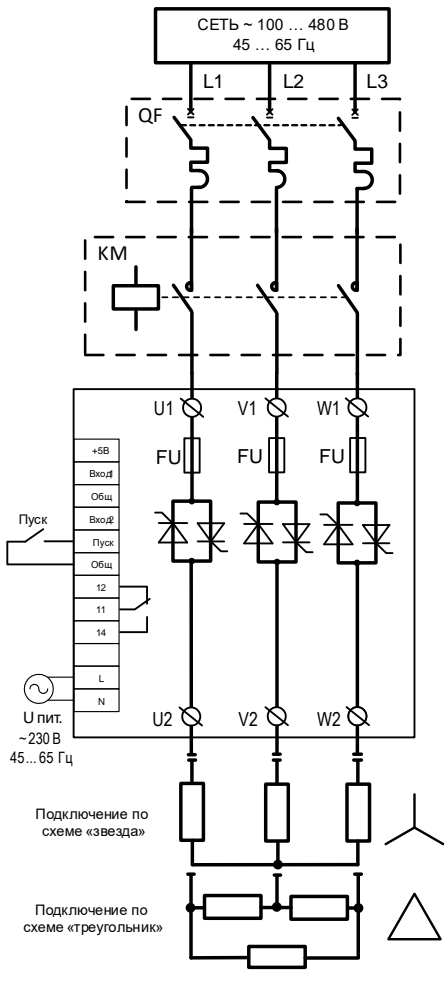 СЕТЬ ~ 100 ... 480 В
45 ... 65 Гц
L1 L2 L3
QF
KM
U1 V1 W1
FU FU FU
+5В
Вход1
Общ
Вход2
Пуск
Пуск
Общ
12
11
14
L
N
U пит.
~230 В
45... 65 Гц
U2 V2 W2
Подключение по
схеме «звезда»
Подключение по
схеме «треугольник»